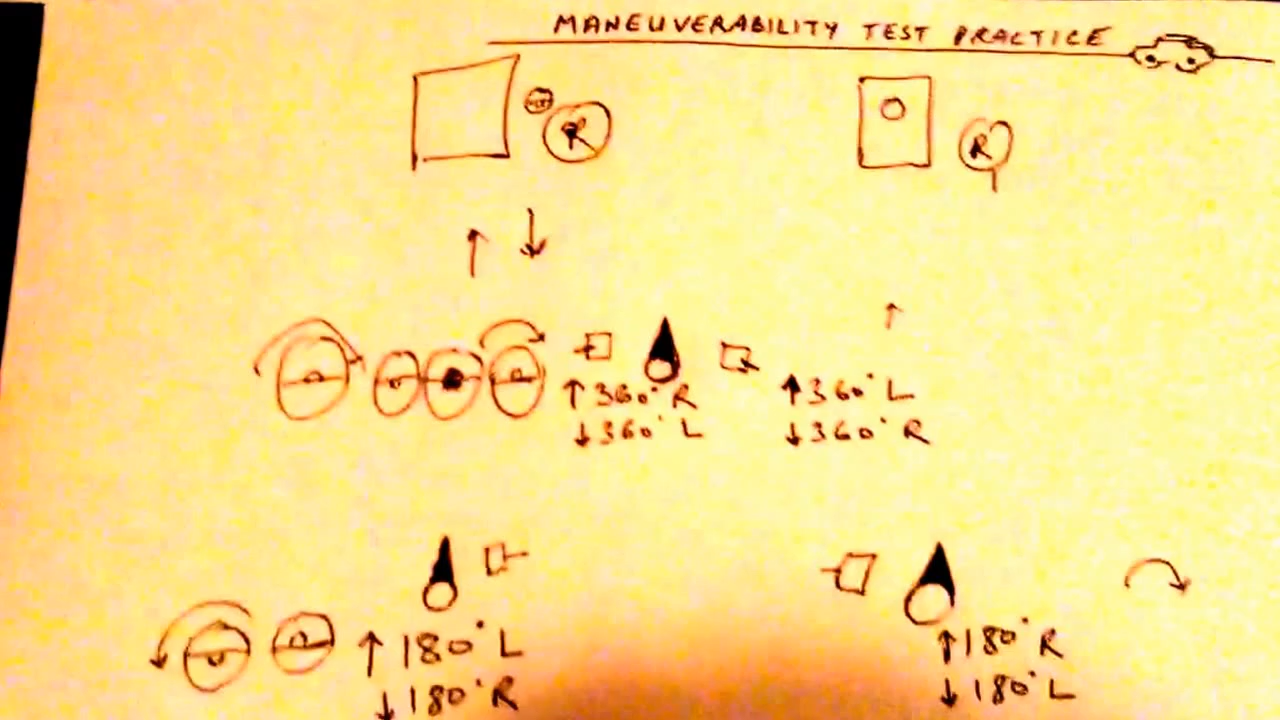 MANEUVERABILITY TEST PRACTICE
R R
↑360° R ↑360° L
↓360° L ↓360° R
↑180° L ↑180° R
↓180° R ↓180° L